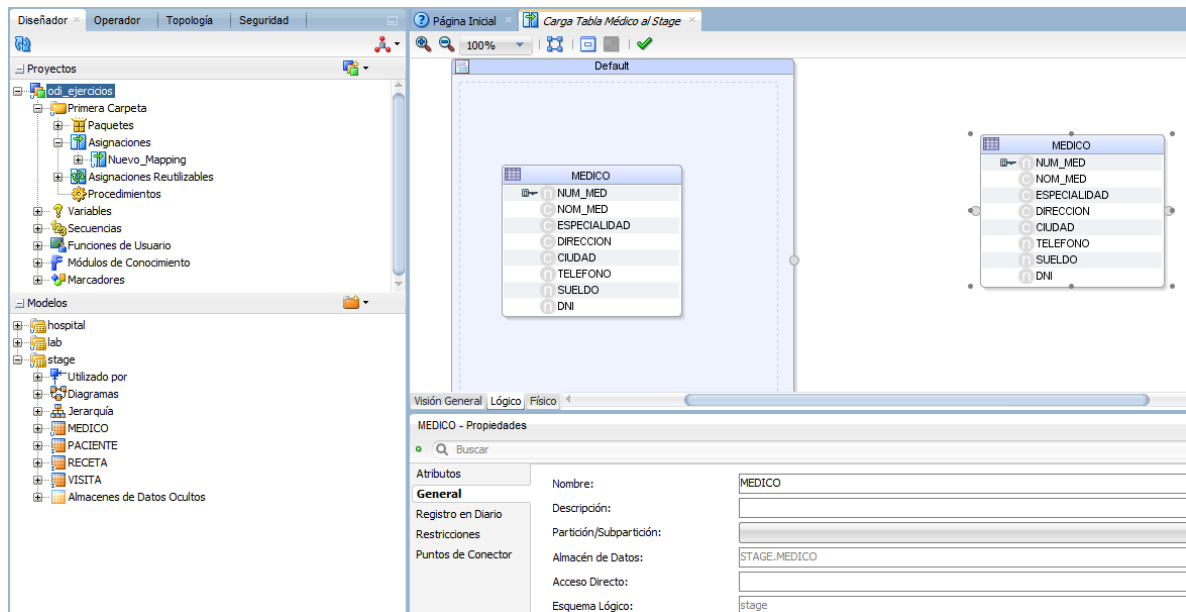 Diseñador
Operador
Topología
Seguridad
Página Inicial
Carga Tabla Médico al Stage
100%
Proyectos
odi_ejercicios
Primera Carpeta
Paquetes
Asignaciones
Nuevo_Mapping
Asignaciones Reutilizables
Procedimientos
Variables
Secuencias
Funciones de Usuario
Módulos de Conocimiento
Marcadores
Modelos
hospital
lab
stage
Utilizado por
Diagramas
Jerarquía
MEDICO
PACIENTE
RECETA
VISITA
Almacenes de Datos Ocultos
Default
MEDICO
NUM_MED
NOM_MED
ESPECIALIDAD
DIRECCION
CIUDAD
TELEFONO
SUELDO
DNI
MEDICO
NUM_MED
NOM_MED
ESPECIALIDAD
DIRECCION
CIUDAD
TELEFONO
SUELDO
DNI
Visión General
Lógico
Físico
MEDICO - Propiedades
Buscar
Atributos
General
Registro en Diario
Restricciones
Puntos de Conector
Nombre: MEDICO
Descripción:
Partición/Subpartición:
Almacén de Datos: STAGE.MEDICO
Acceso Directo:
Esquema Lógico: stage